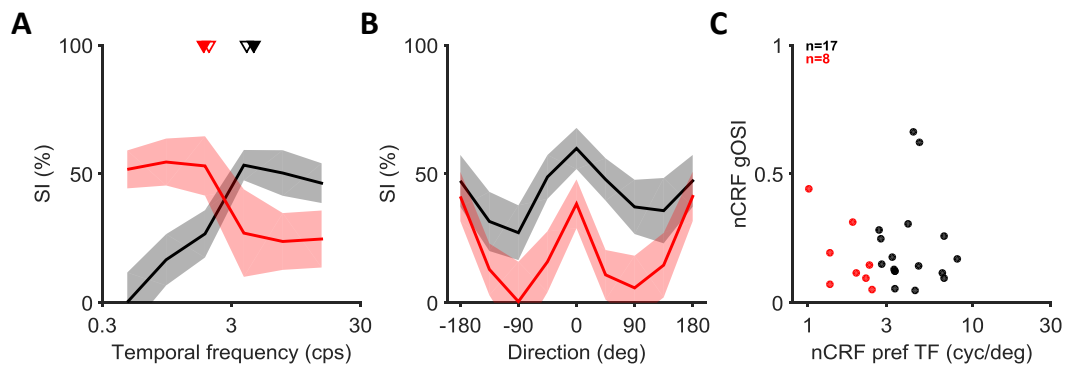 A
100
50
0
SI (%)
0.3
3
30
Temporal frequency (cps)
B
100
50
0
SI (%)
-180
-90
0
90
180
Direction (deg)
C
n=17
n=8
1
0.5
0
nCRF gOSI
1
3
10
30
nCRF pref TF (cyc/deg)